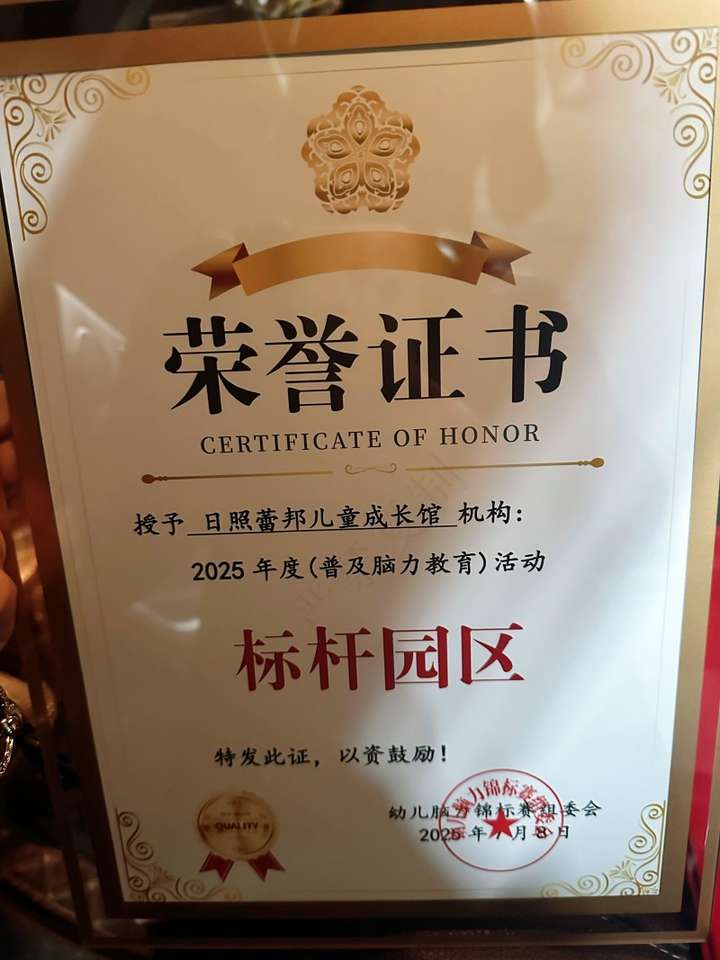 荣誉证书
CERTIFICATE OF HONOR
授予 日照蕾邦儿童成长馆 机构：
2025 年度（普及脑力教育）活动
标杆园区
特发此证，以资鼓励！
QUALITY
幼儿脑力锦标赛组委会
2025 年 月 8 日